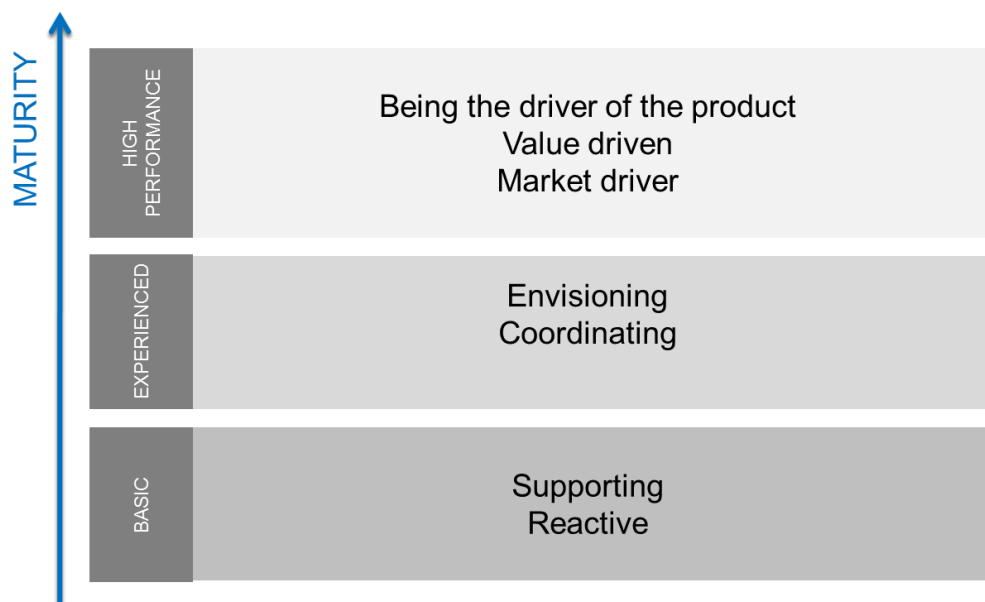 MATURITY
HIGH
PERFORMANCE
Being the driver of the product
Value driven
Market driver
EXPERIENCED
Envisioning
Coordinating
BASIC
Supporting
Reactive